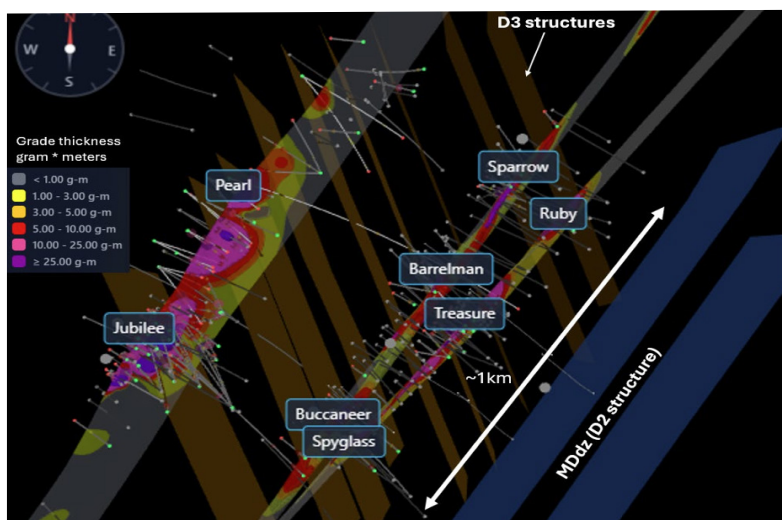 N
W
E
S
D3 structures
Grade thickness
gram * meters
< 1.00 g-m
1.00 - 3.00 g-m
3.00 - 5.00 g-m
5.00 - 10.00 g-m
10.00 - 25.00 g-m
≥ 25.00 g-m
Pearl
Sparrow
Ruby
Barrelman
Treasure
Jubilee
~1km
Buccaneer
Spyglass
MDdz (D2 structure)